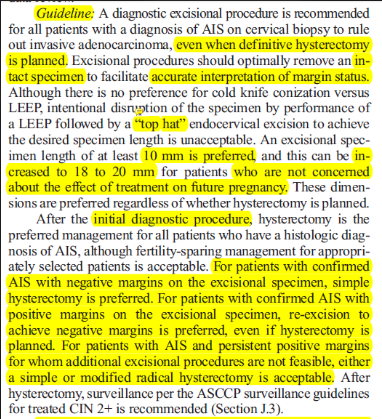 Guideline: A diagnostic excisional procedure is recommended
for all patients with a diagnosis of AIS on cervical biopsy to rule
out invasive adenocarcinoma, even when definitive hysterectomy
is planned. Excisional procedures should optimally remove an in-
tact specimen to facilitate accurate interpretation of margin status.
Although there is no preference for cold knife conization versus
LEEP, intentional disruption of the specimen by performance of
a LEEP followed by a “top hat” endocervical excision to achieve
the desired specimen length is unacceptable. An excisional spec-
imen length of at least 10 mm is preferred, and this can be in-
creased to 18 to 20 mm for patients who are not concerned
about the effect of treatment on future pregnancy. These dimen-
sions are preferred regardless of whether hysterectomy is planned.
After the initial diagnostic procedure, hysterectomy is the
preferred management for all patients who have a histologic diag-
nosis of AIS, although fertility-sparing management for appropri-
ately selected patients is acceptable. For patients with confirmed
AIS with negative margins on the excisional specimen, simple
hysterectomy is preferred. For patients with confirmed AIS with
positive margins on the excisional specimen, re-excision to
achieve negative margins is preferred, even if hysterectomy is
planned. For patients with AIS and persistent positive margins
for whom additional excisional procedures are not feasible, either
a simple or modified radical hysterectomy is acceptable. After
hysterectomy, surveillance per the ASCCP surveillance guidelines
for treated CIN 2+ is recommended (Section J.3).